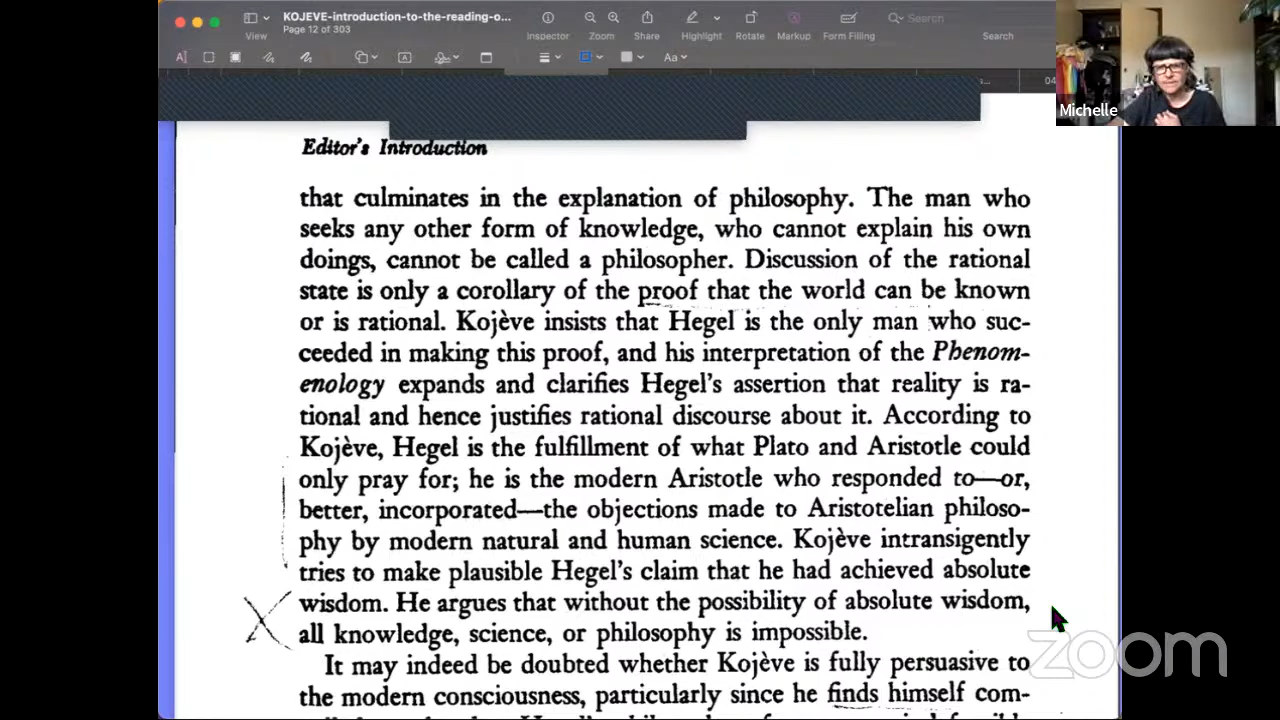 KOJEVE-introduction-to-the-reading-o...
Page 12 of 303
View
Inspector
Zoom
Share
Highlight
Rotate
Markup
Form Filling
Search
Search
Aa
04
Michelle
Editor's Introduction
that culminates in the explanation of philosophy. The man who
seeks any other form of knowledge, who cannot explain his own
doings, cannot be called a philosopher. Discussion of the rational
state is only a corollary of the proof that the world can be known
or is rational. Kojève insists that Hegel is the only man who suc-
ceeded in making this proof, and his interpretation of the Phenom-
enology expands and clarifies Hegel's assertion that reality is ra-
tional and hence justifies rational discourse about it. According to
Kojève, Hegel is the fulfillment of what Plato and Aristotle could
only pray for; he is the modern Aristotle who responded to—or,
better, incorporated—the objections made to Aristotelian philoso-
phy by modern natural and human science. Kojève intransigently
tries to make plausible Hegel's claim that he had achieved absolute
wisdom. He argues that without the possibility of absolute wisdom,
all knowledge, science, or philosophy is impossible.
It may indeed be doubted whether Kojève is fully persuasive to
the modern consciousness, particularly since he finds himself com-
zoom